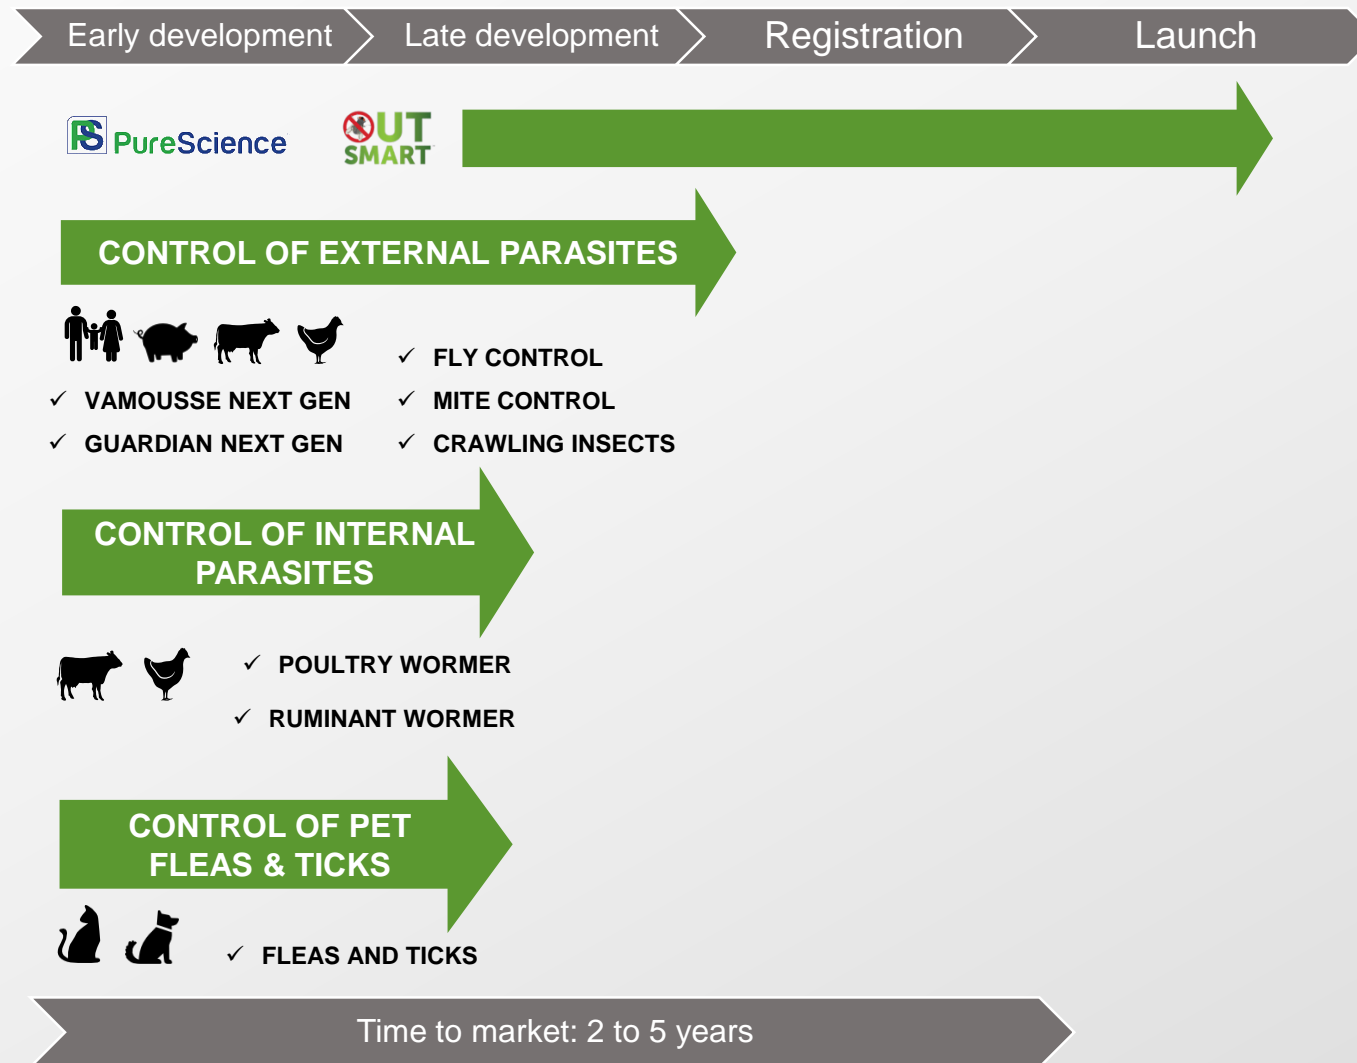 Early development
Late development
Registration
Launch
PS PureScience
OUT
SMART
CONTROL OF EXTERNAL PARASITES
✓ FLY CONTROL
✓ VAMOUSSE NEXT GEN
✓ MITE CONTROL
✓ GUARDIAN NEXT GEN
✓ CRAWLING INSECTS
CONTROL OF INTERNAL
PARASITES
✓ POULTRY WORMER
✓ RUMINANT WORMER
CONTROL OF PET
FLEAS & TICKS
✓ FLEAS AND TICKS
Time to market: 2 to 5 years